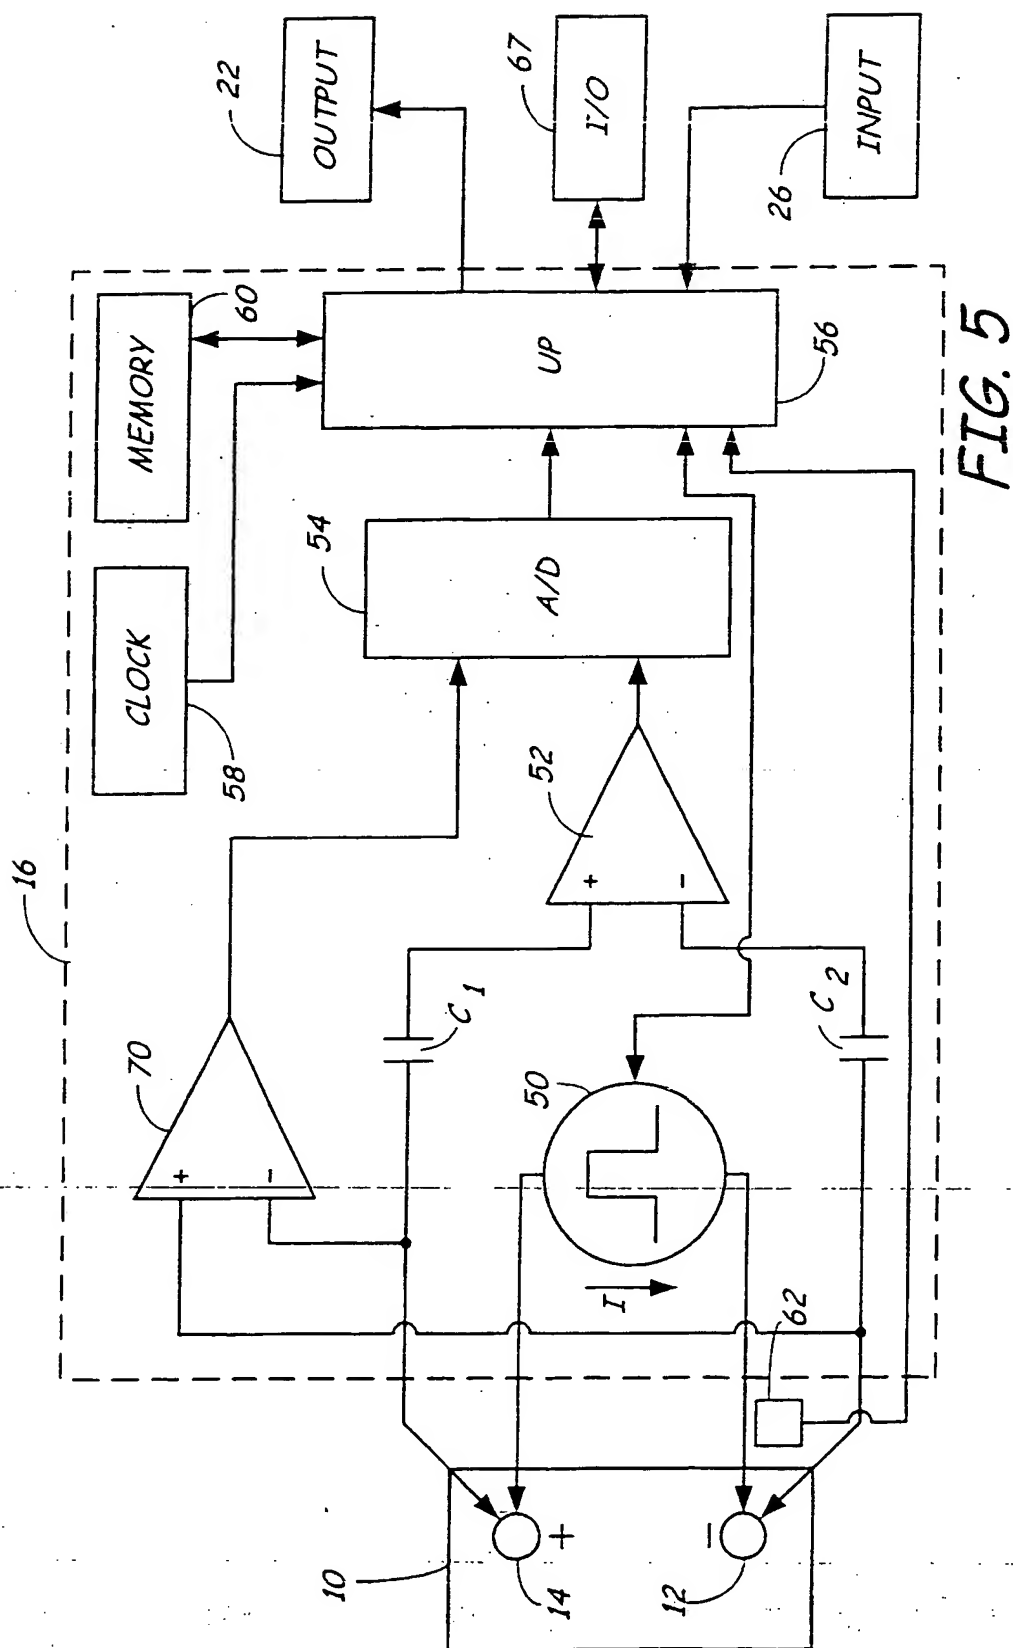 16
MEMORY
60
CLOCK
58
UP
56
A/D
54
OUTPUT
22
I/O
67
INPUT
26
70
+
-
C1
52
+
-
50
I
C2
62
10
14
+
12
-
FIG. 5